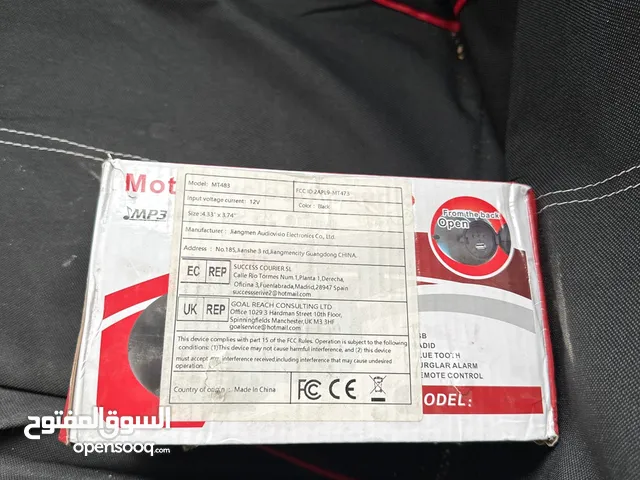 Mot
MP3
Model: MT483
FCC ID:2APL9-MT473
Input voltage current: 12V
Color: Black
Size:4.33" x 3.74"
Manufacturer: Jiangmen Audiovisio Electronics Co., Ltd.
Address: No.185,Jianshe 3 rd,Jiangmencity Guangdong CHINA.
EC REP
SUCCESS COURIER SL
Calle Rio Tormes Num.1,Planta 1,Derecha,
Oficina 3,Fuenlabrada,Madrid,28947 Spain
successserive2@hotmail.com
UK REP
GOAL REACH CONSULTING LTD
Office 10293 Hardman Street 10th Floor,
Spinningfields Manchester,UK M3 3HF
goalservice@hotmail.com
This device complies with part 15 of the FCC Rules. Operation is subject to the following
conditions: (1)This device may not cause harmful interference, and (2) this device
must accept any interference received,including interference that may cause undesired
operation.
Country of origin: Made In China
FC CE
From the back
Open
SB
ADIO
LUE TOOTH
URGLAR ALARM
REMOTE CONTROL
MODEL:
السوق المفتوح
opensooq.com